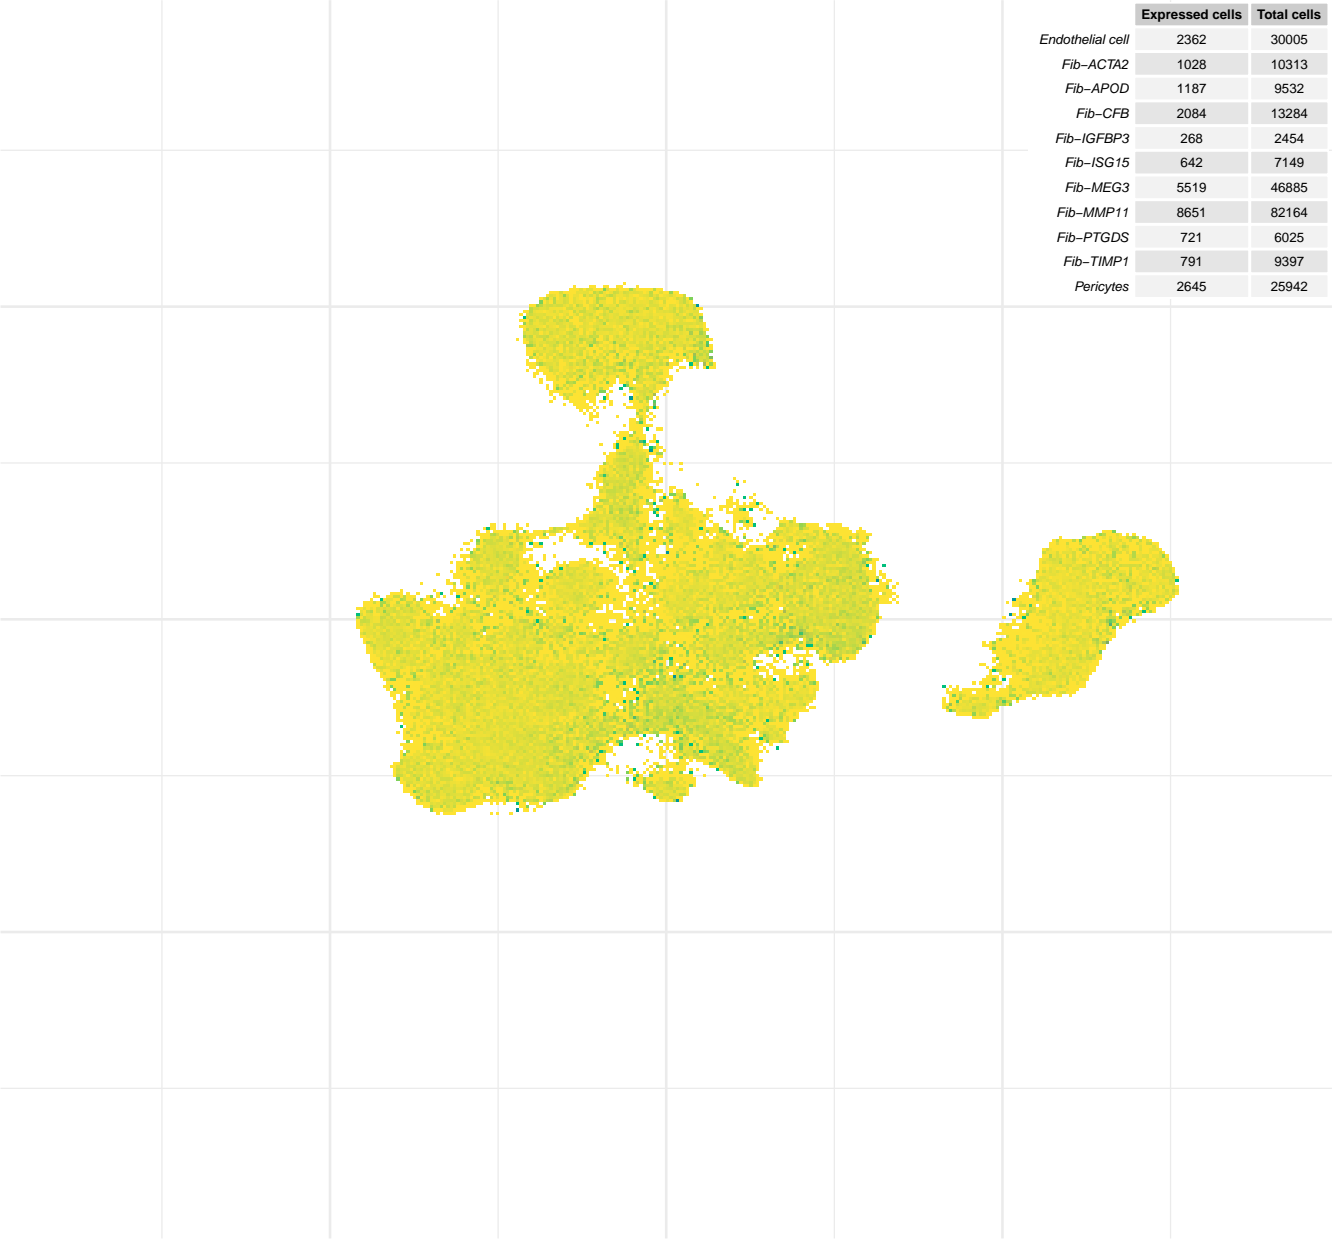 Expressed cells Total cells
Endothelial cell 2362 30005
Fib−ACTA2 1028 10313
Fib−APOD 1187 9532
Fib−CFB 2084 13284
Fib−IGFBP3 268 2454
Fib−ISG15 642 7149
Fib−MEG3 5519 46885
Fib−MMP11 8651 82164
Fib−PTGDS 721 6025
Fib−TIMP1 791 9397
Pericytes 2645 25942